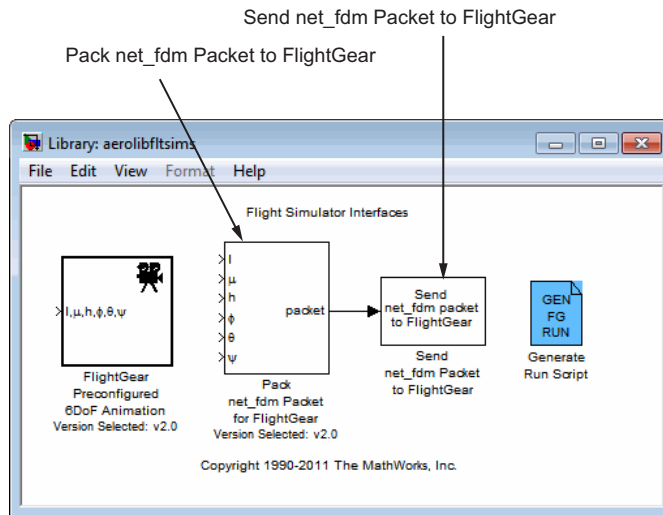 Send net_fdm Packet to FlightGear
Pack net_fdm Packet to FlightGear
Library: aerolibfltsims
File Edit View Format Help
Flight Simulator Interfaces
l,μ,h,ϕ,θ,ψ
FlightGear
Preconfigured
6DoF Animation
Version Selected: v2.0
l
μ
h
ϕ
θ
ψ
packet
Pack
net_fdm Packet
for FlightGear
Version Selected: v2.0
Send
net_fdm packet
to FlightGear
Send
net_fdm Packet
to FlightGear
GEN
FG
RUN
Generate
Run Script
Copyright 1990-2011 The MathWorks, Inc.